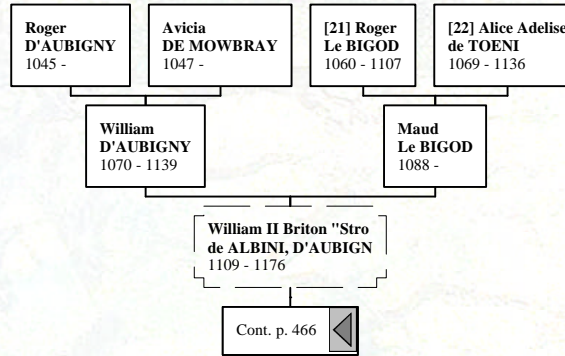 Roger
D'AUBIGNY
1045 -
Avicia
DE MOWBRAY
1047 -
[21] Roger
Le BIGOD
1060 - 1107
[22] Alice Adelise
de TOENI
1069 - 1136
William
D'AUBIGNY
1070 - 1139
Maud
Le BIGOD
1088 -
William II Briton "Stro
de ALBINI, D'AUBIGN
1109 - 1176
Cont. p. 466